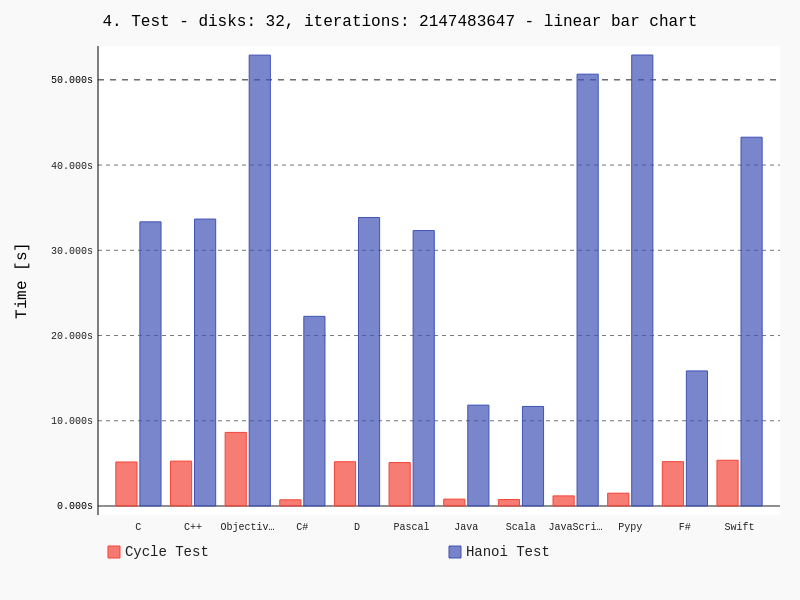 4. Test - disks: 32, iterations: 2147483647 - linear bar chart
Time [s]
50.000s
40.000s
30.000s
20.000s
10.000s
0.000s
C C++ Objectiv… C# D Pascal Java Scala JavaScri… Pypy F# Swift
Cycle Test Hanoi Test